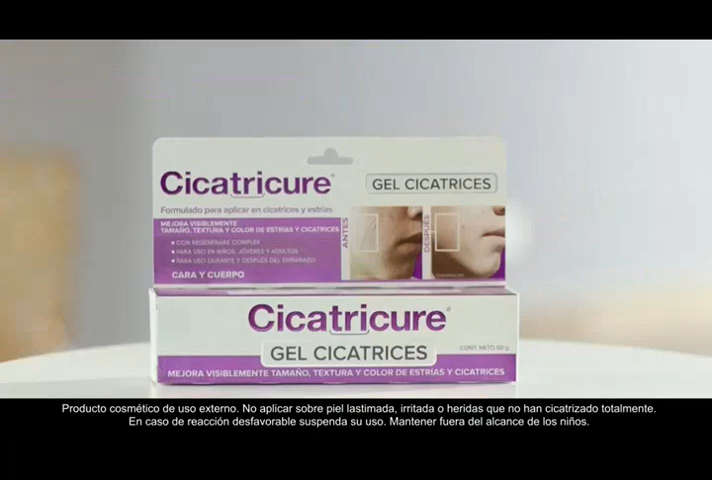 Cicatricure®
GEL CICATRICES
Formulado para aplicar en cicatrices y estrías
MEJORA VISIBLEMENTE
TAMAÑO, TEXTURA Y COLOR DE ESTRÍAS Y CICATRICES
• CON REGENERARE COMPLEX
• PARA USO EN NIÑOS, JÓVENES Y ADULTOS
• PARA USO DURANTE Y DESPUÉS DEL EMBARAZO
CARA Y CUERPO
ANTES
DESPUÉS
Cicatricure®
GEL CICATRICES
CONT. NETO 60 g
MEJORA VISIBLEMENTE TAMAÑO, TEXTURA Y COLOR DE ESTRÍAS Y CICATRICES
Producto cosmético de uso externo. No aplicar sobre piel lastimada, irritada o heridas que no han cicatrizado totalmente.
En caso de reacción desfavorable suspenda su uso. Mantener fuera del alcance de los niños.